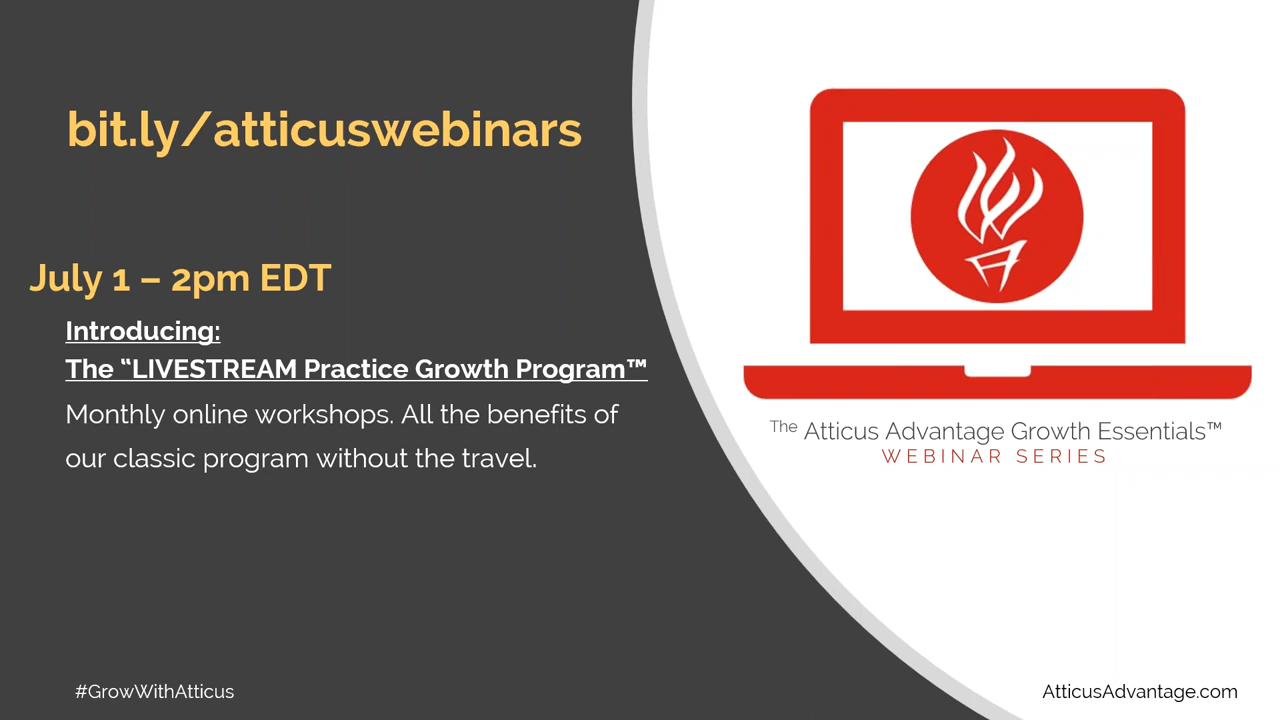 bit.ly/atticuswebinars
July 1 – 2pm EDT
Introducing:
The “LIVESTREAM Practice Growth Program™
Monthly online workshops. All the benefits of
our classic program without the travel.
The Atticus Advantage Growth Essentials™
WEBINAR SERIES
#GrowWithAtticus
AtticusAdvantage.com